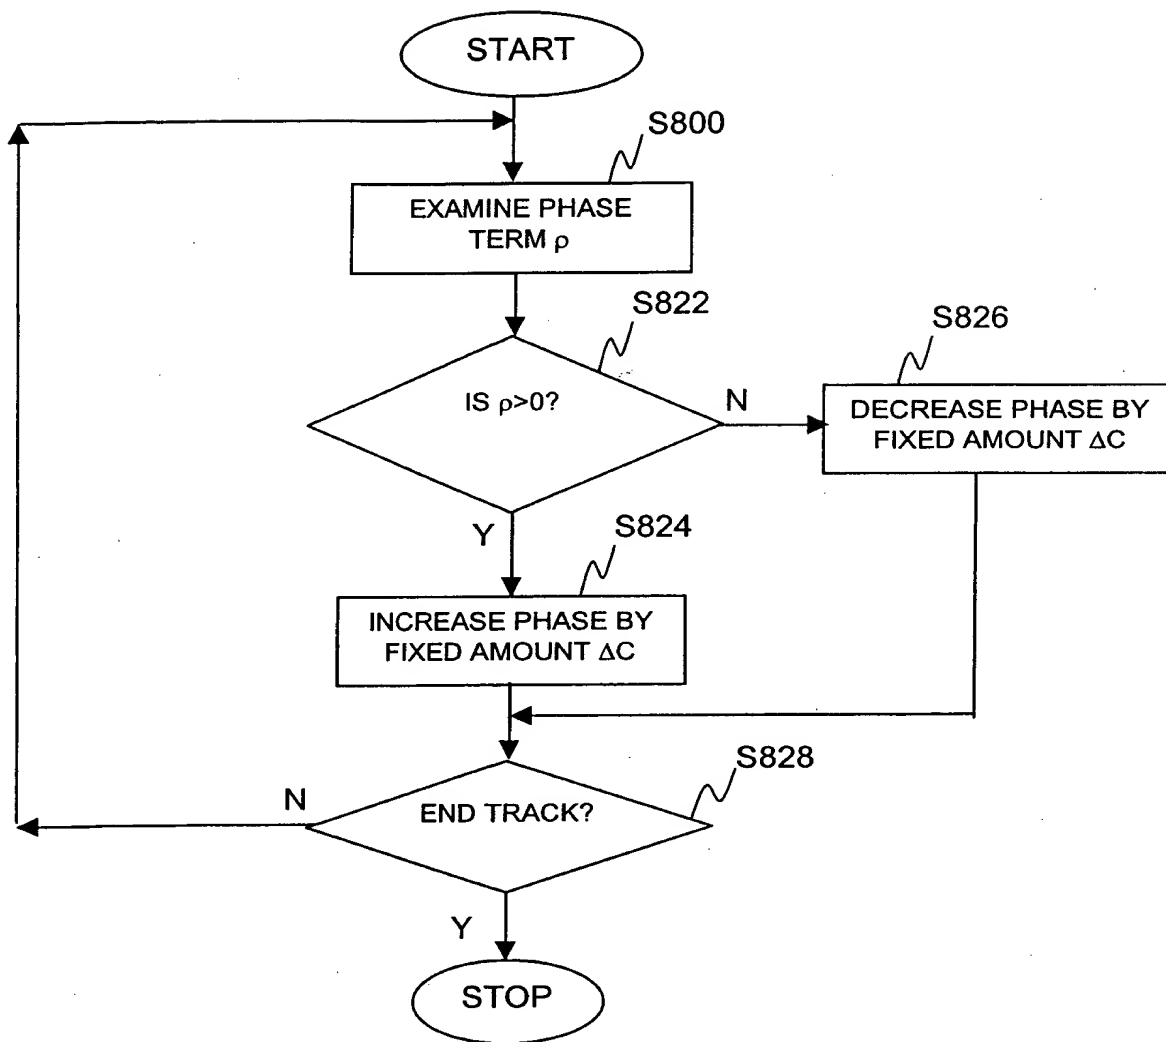 START
S800
EXAMINE PHASE
TERM ρ
S822
IS ρ>0?
N
S826
DECREASE PHASE BY
FIXED AMOUNT ΔC
Y
S824
INCREASE PHASE BY
FIXED AMOUNT ΔC
S828
N
END TRACK?
Y
STOP